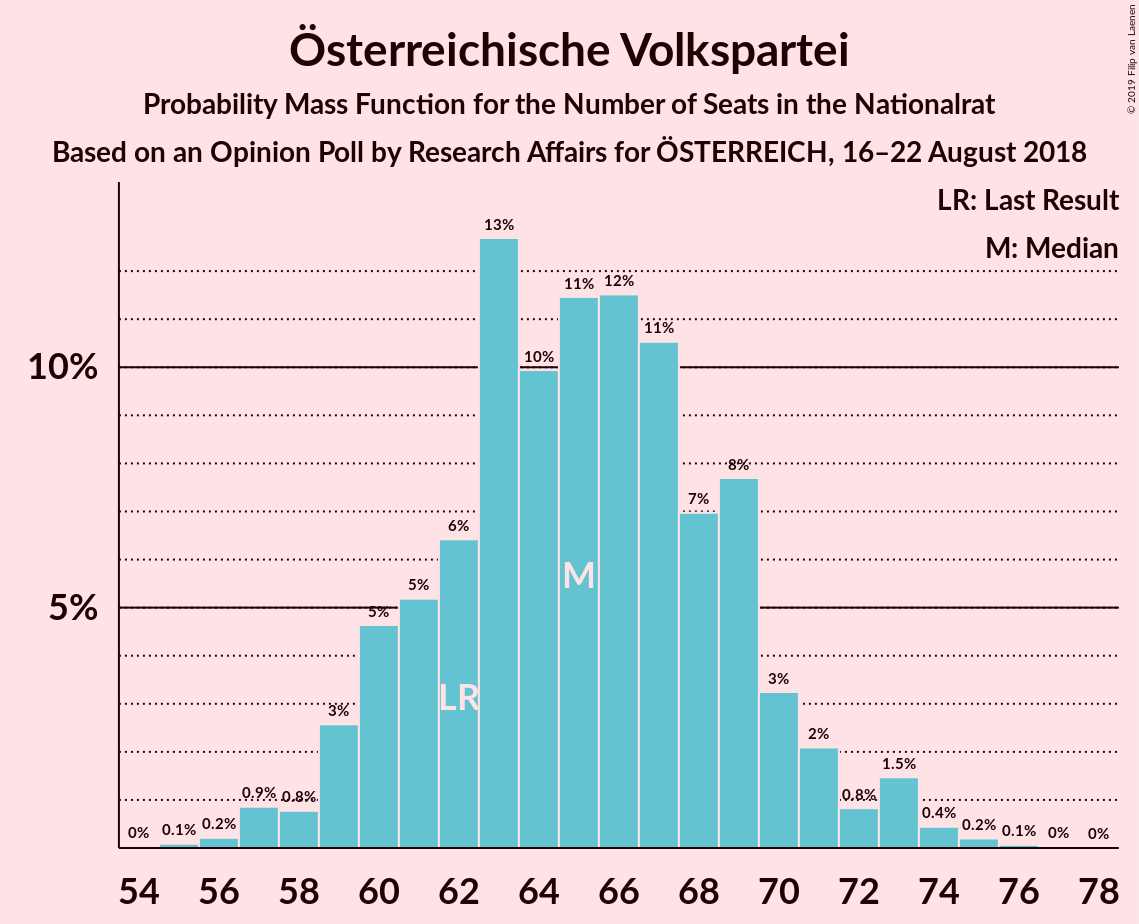 Österreichische Volkspartei
Probability Mass Function for the Number of Seats in the Nationalrat
Based on an Opinion Poll by Research Affairs for ÖSTERREICH, 16–22 August 2018
© 2019 Filip van Laenen
LR: Last Result
M: Median
10%
5%
0% 0.1% 0.2% 0.9% 0.8% 3% 5% 5% 6% 13% 10% 11% 12% 11% 7% 8% 3% 2% 0.8% 1.5% 0.4% 0.2% 0.1% 0% 0%
LR
M
54 56 58 60 62 64 66 68 70 72 74 76 78